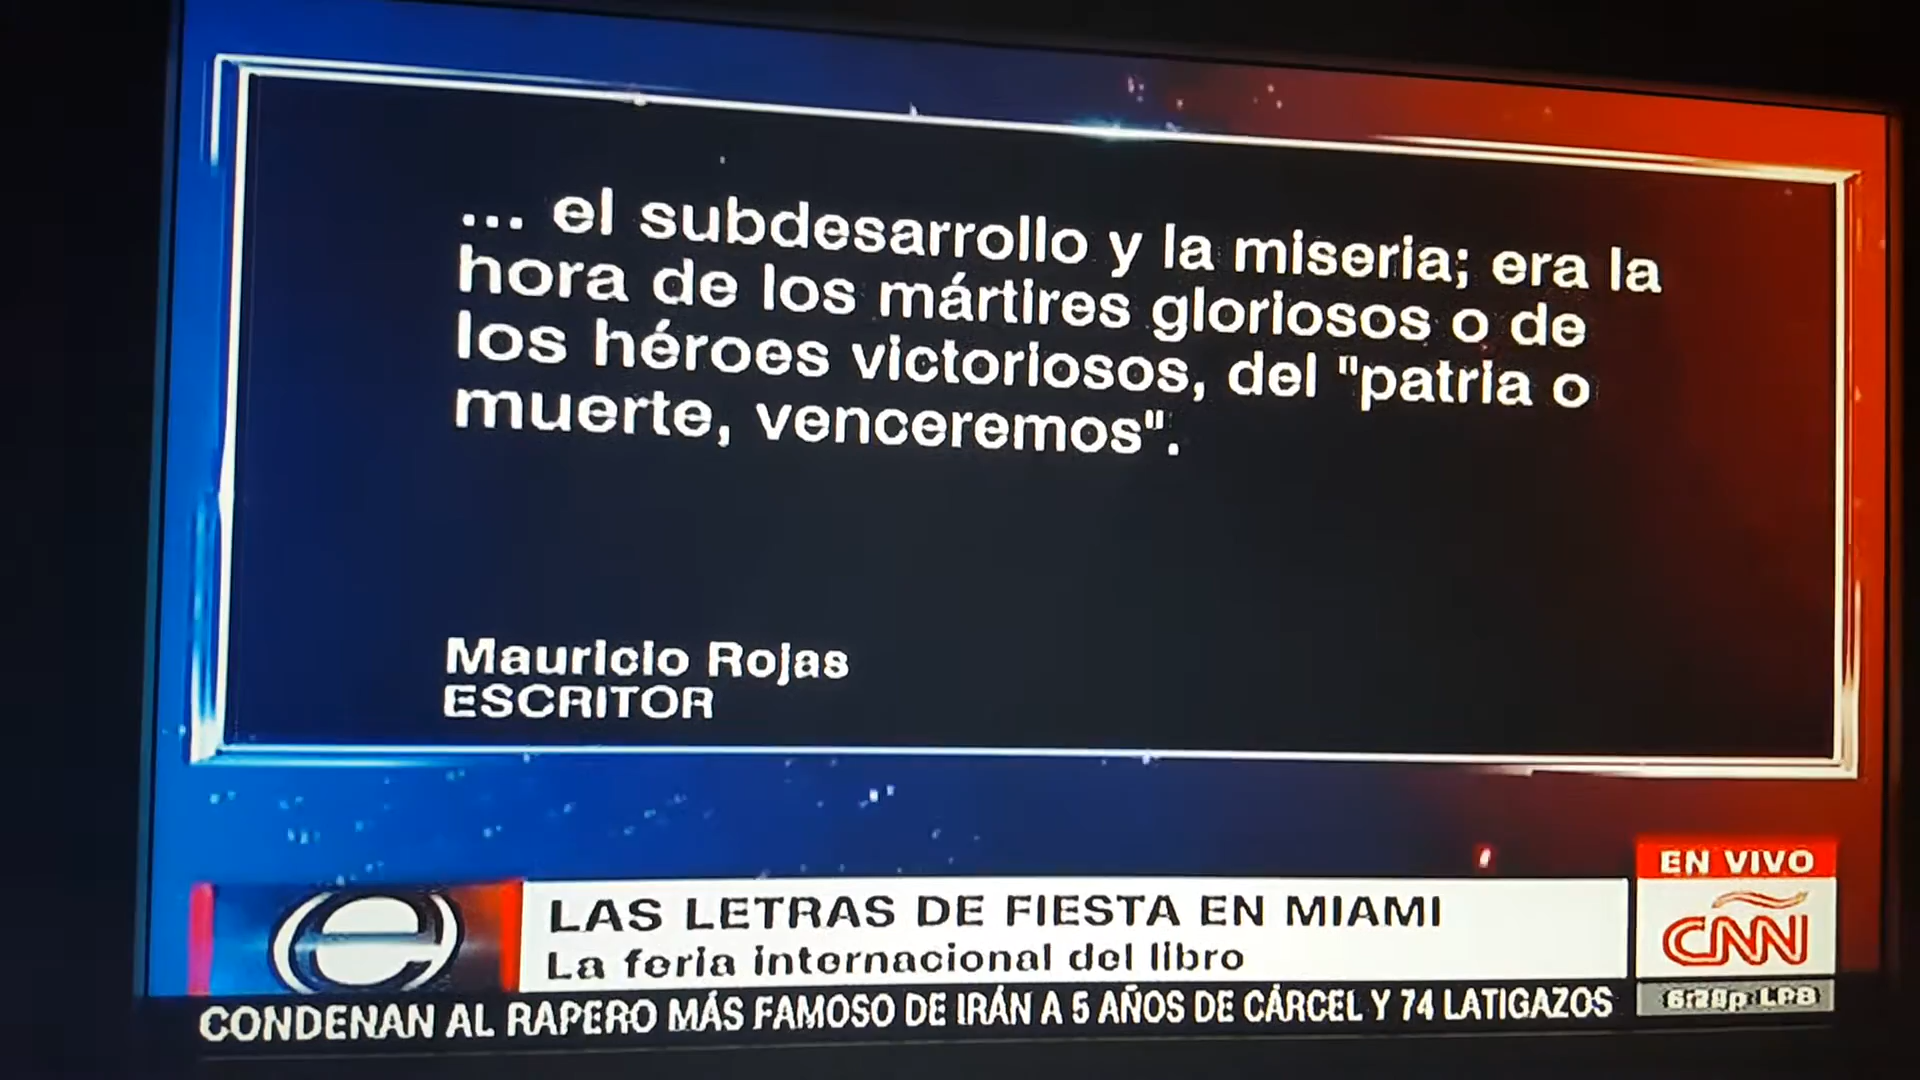 ... el subdesarrollo y la miseria; era la
hora de los mártires gloriosos o de
los héroes victoriosos, del "patria o
muerte, venceremos".
Mauricio Rojas
ESCRITOR
EN VIVO
LAS LETRAS DE FIESTA EN MIAMI
La feria internacional del libro
CNN
CONDENAN AL RAPERO MÁS FAMOSO DE IRÁN A 5 AÑOS DE CÁRCEL Y 74 LATIGAZOS
LPB